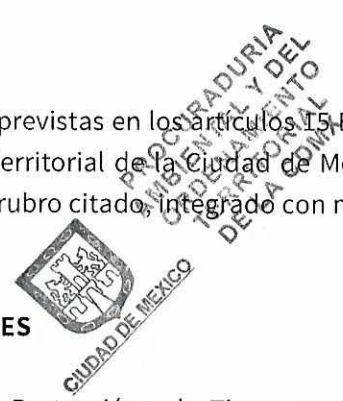 previstas en los artículos 15 B
erritorial de la Ciudad de Mé
rubro citado, integrado con m
PROCURADURIA
AMBIENTAL Y DEL
ORDENAMIENTO
TERRITORIAL
DE LA CDMX
ES
CIUDAD DE MEXICO